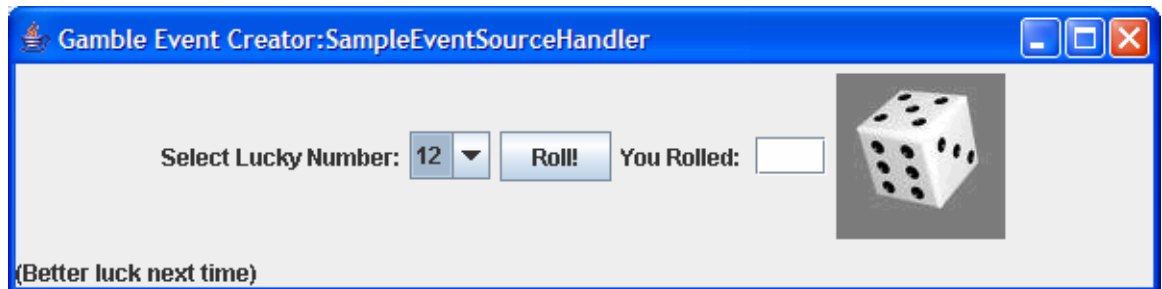 Gamble Event Creator:SampleEventSourceHandler
Select Lucky Number: 12 Roll! You Rolled:
(Better luck next time)